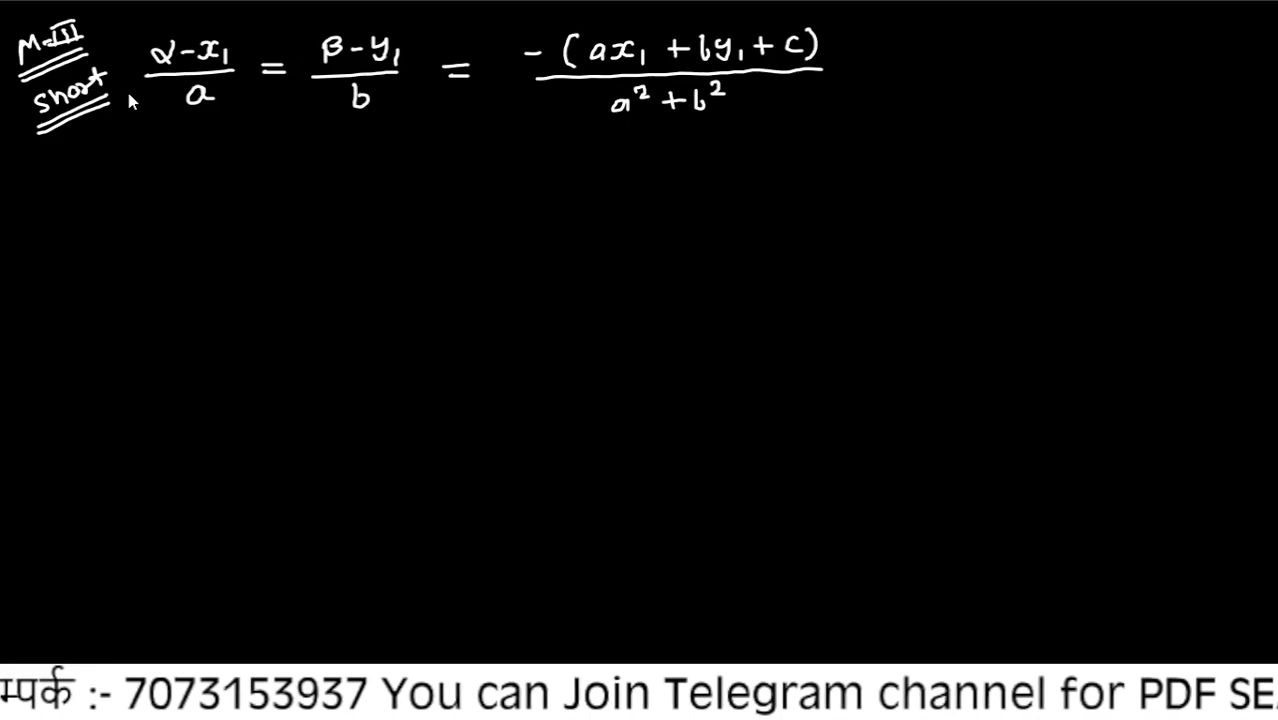 M-III
Short
α-x₁/a = β-y₁/b = -(ax₁+by₁+c)/a²+b²
म्पर्क :- 7073153937 You can Join Telegram channel for PDF SE